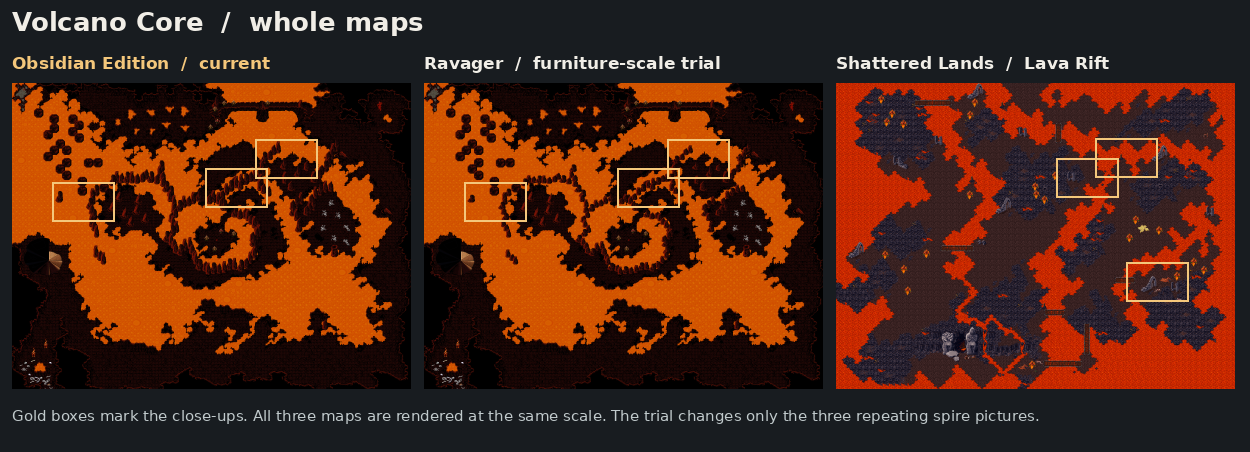 Volcano Core / whole maps
Obsidian Edition / current
Ravager / furniture-scale trial
Shattered Lands / Lava Rift
Gold boxes mark the close-ups. All three maps are rendered at the same scale. The trial changes only the three repeating spire pictures.